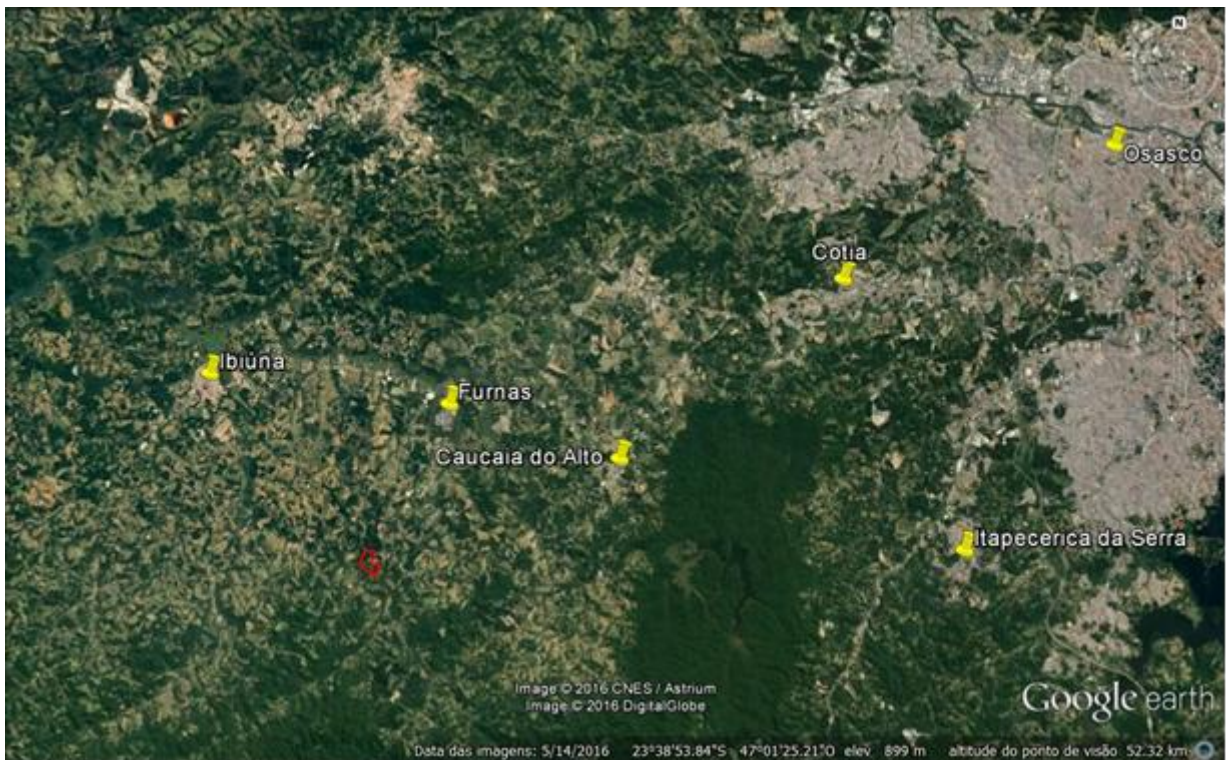 N
Osasco
Cotia
Ibiúna
Furnas
Caucaia do Alto
Itapecerica da Serra
Image © 2016 CNES / Astrium
Image © 2016 DigitalGlobe
Google earth
Data das imagens: 5/14/2016 23°38'53.84"S 47°01'25.21"O elev 899 m altitude do ponto de visão 52.32 km